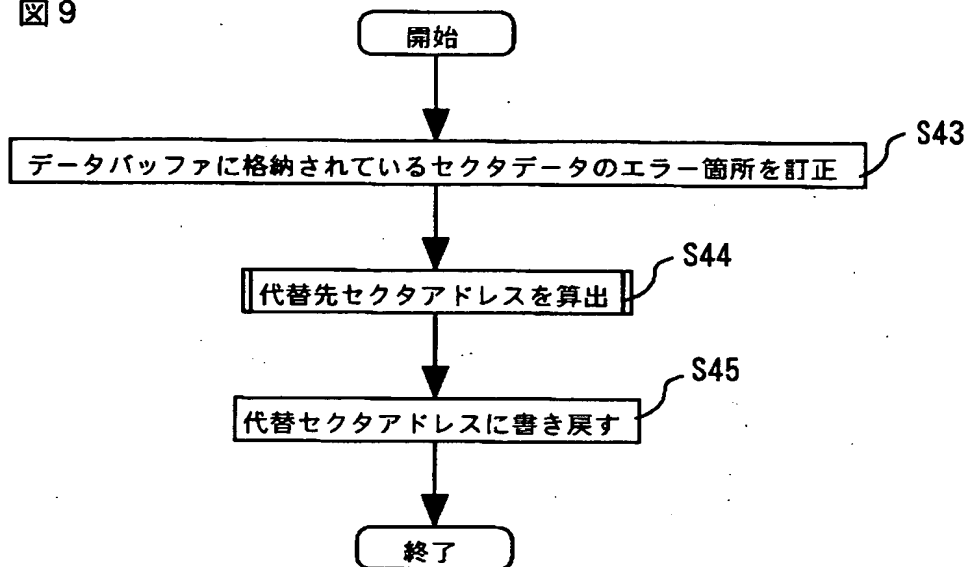 図9
開始
S43
データバッファに格納されているセクタデータのエラー箇所を訂正
S44
代替先セクタアドレスを算出
S45
代替セクタアドレスに書き戻す
終了